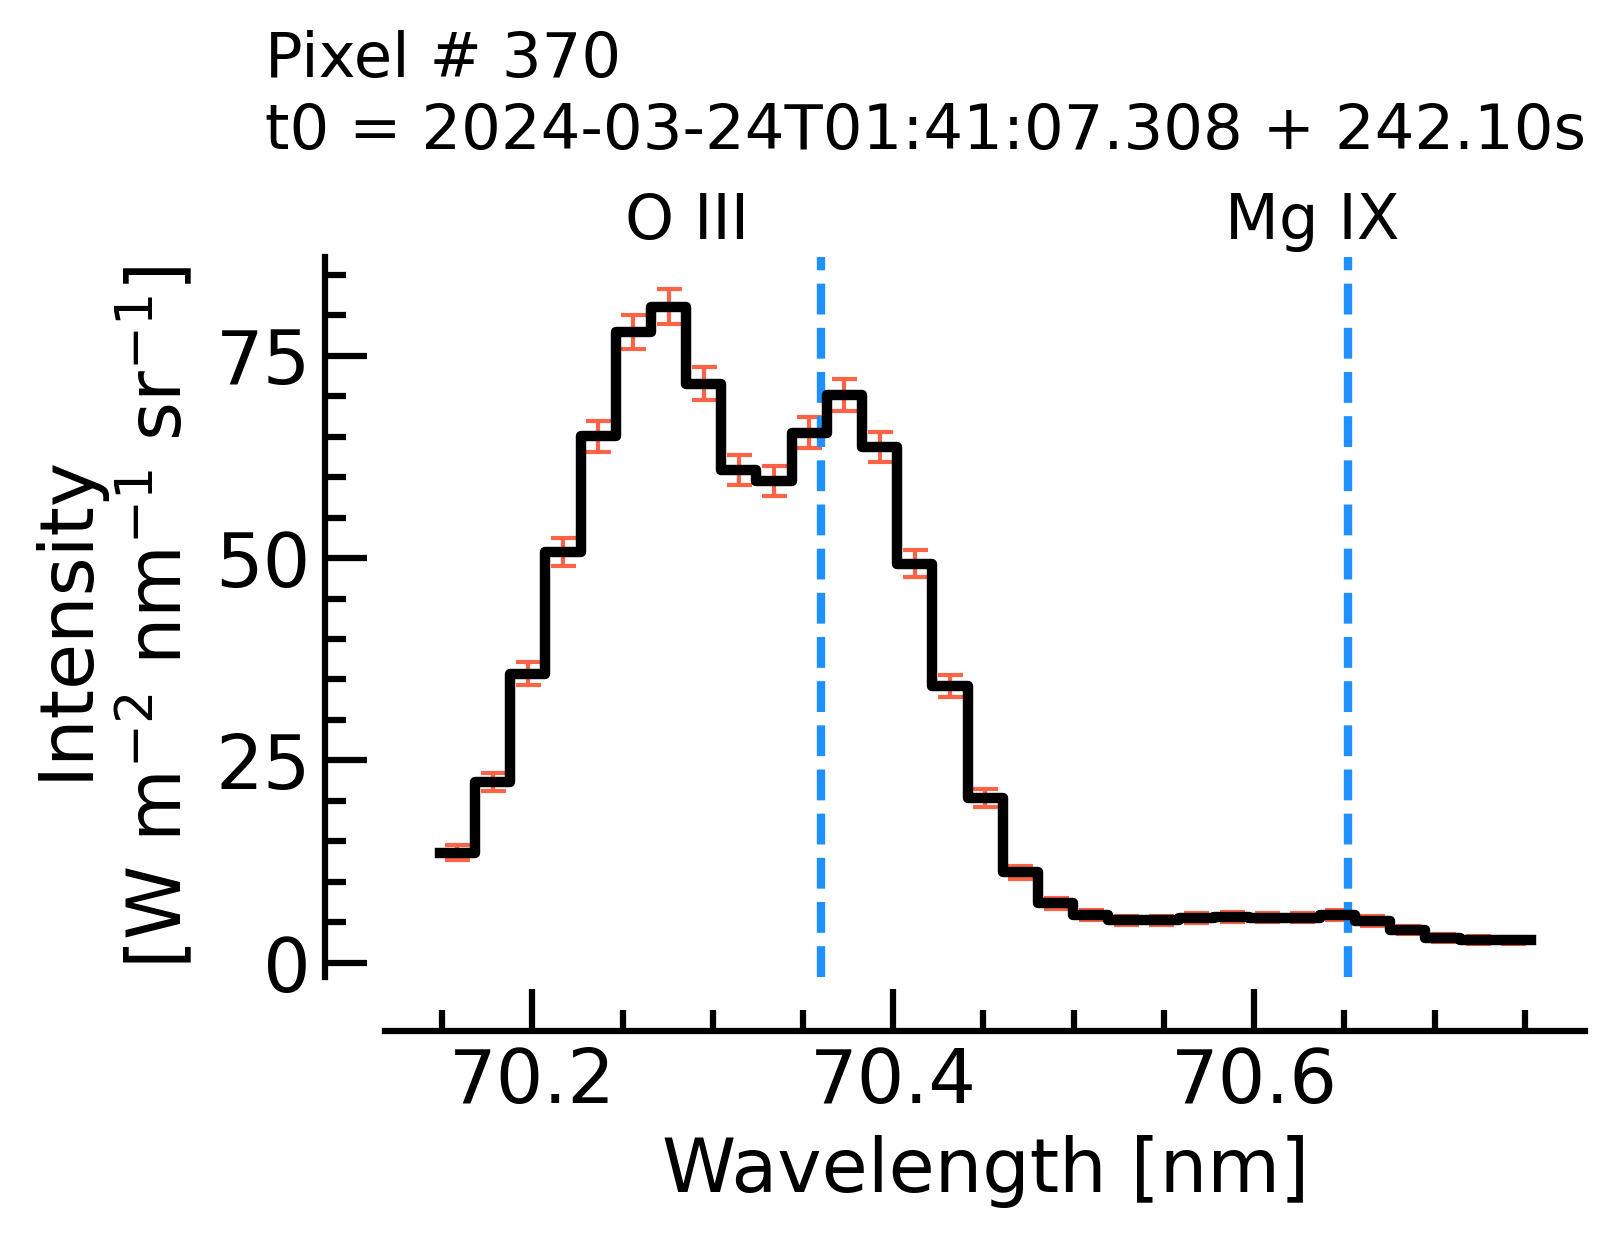 Pixel # 370
t0 = 2024-03-24T01:41:07.308 + 242.10s
O III
Mg IX
Intensity
[W m⁻² nm⁻¹ sr⁻¹]
75
50
25
0
70.2
70.4
70.6
Wavelength [nm]